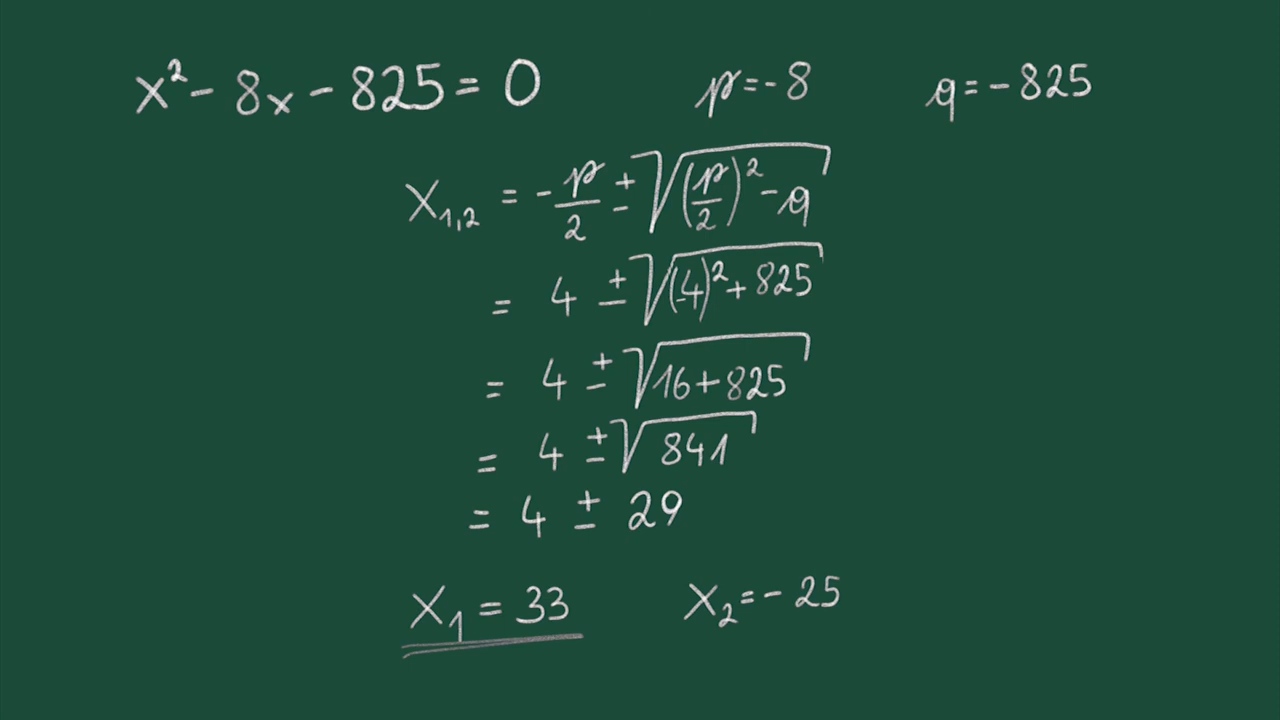 x² - 8x - 825 = 0 p = -8 q = -825
X₁,₂ = -p/2 ± √((p/2)² - q)
= 4 ± √((-4)² + 825)
= 4 ± √(16 + 825)
= 4 ± √841
= 4 ± 29
X₁ = 33 X₂ = -25